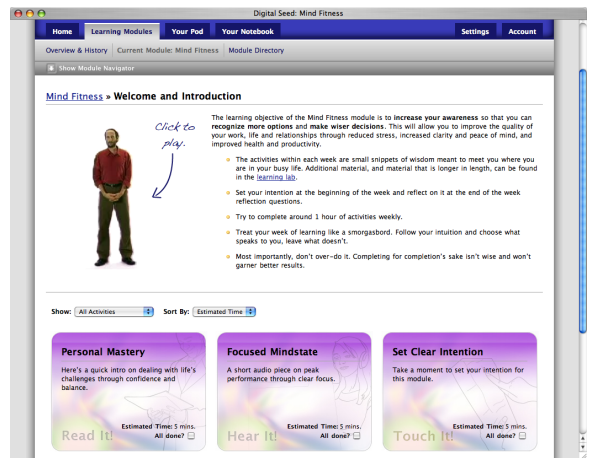 Digital Seed: Mind Fitness
Home Learning Modules Your Pod Your Notebook Settings Account
Overview & History Current Module: Mind Fitness Module Directory
Show Module Navigator
Mind Fitness » Welcome and Introduction
Click to
play.
The learning objective of the Mind Fitness module is to increase your awareness so that you can
recognize more options and make wiser decisions. This will allow you to improve the quality of
your work, life and relationships through reduced stress, increased clarity and peace of mind, and
improved health and productivity.
The activities within each week are small snippets of wisdom meant to meet you where you
are in your busy life. Additional material, and material that is longer in length, can be found
in the learning lab.
Set your intention at the beginning of the week and reflect on it at the end of the week
reflection questions.
Try to complete around 1 hour of activities weekly.
Treat your week of learning like a smorgasbord. Follow your intuition and choose what
speaks to you, leave what doesn't.
Most importantly, don't over-do it. Completing for completion's sake isn't wise and won't
garner better results.
Show: All Activities Sort By: Estimated Time
Personal Mastery
Here's a quick intro on dealing with life's
challenges through confidence and
balance.
Estimated Time: 5 mins.
Read It! All done?
Focused Mindstate
A short audio piece on peak
performance through clear focus.
Estimated Time: 5 mins.
Hear It! All done?
Set Clear Intention
Take a moment to set your intention for
this module.
Estimated Time: 5 mins.
Touch It! All done?